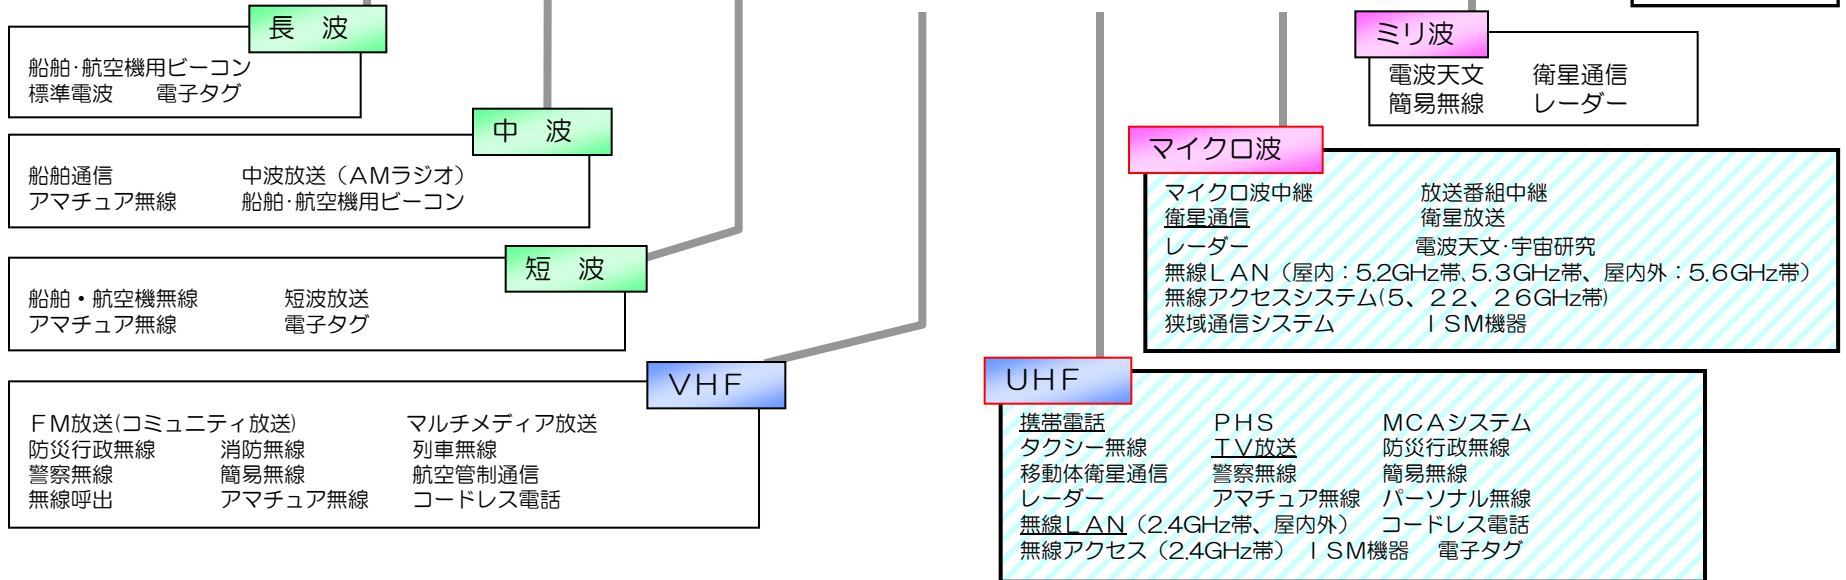 長 波
船舶･航空機用ビーコン
標準電波 電子タグ
中 波
船舶通信 中波放送（AMラジオ）
アマチュア無線 船舶･航空機用ビーコン
短 波
船舶・航空機無線 短波放送
アマチュア無線 電子タグ
VHF
FM放送(コミュニティ放送) マルチメディア放送
防災行政無線 消防無線 列車無線
警察無線 簡易無線 航空管制通信
無線呼出 アマチュア無線 コードレス電話
ミリ波
電波天文 衛星通信
簡易無線 レーダー
マイクロ波
マイクロ波中継 放送番組中継
衛星通信 衛星放送
レーダー 電波天文･宇宙研究
無線LAN（屋内：5.2GHz帯､5.3GHz帯、屋内外：5.6GHz帯）
無線アクセスシステム(5、22、26GHz帯)
狭域通信システム ISM機器
UHF
携帯電話 PHS MCAシステム
タクシー無線 TV放送 防災行政無線
移動体衛星通信 警察無線 簡易無線
レーダー アマチュア無線 パーソナル無線
無線LAN（2.4GHz帯、屋内外） コードレス電話
無線アクセス（2.4GHz帯） ISM機器 電子タグ